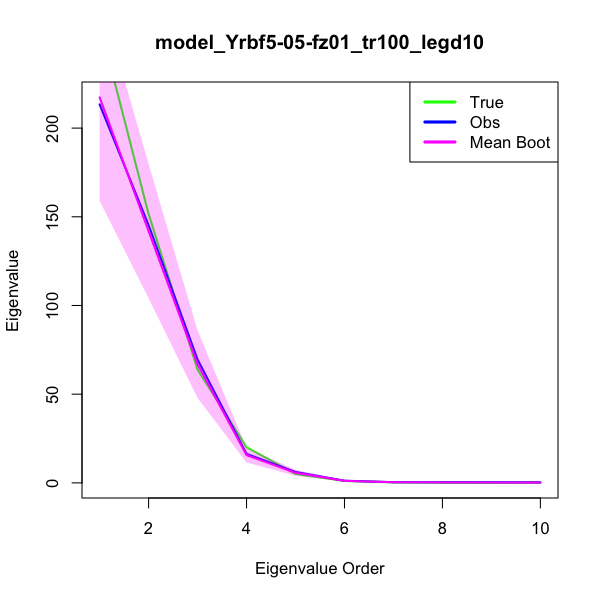 model_Yrbf5-05-fz01_tr100_legd10
True
Obs
Mean Boot
200
150
100
50
0
Eigenvalue
2 4 6 8 10
Eigenvalue Order